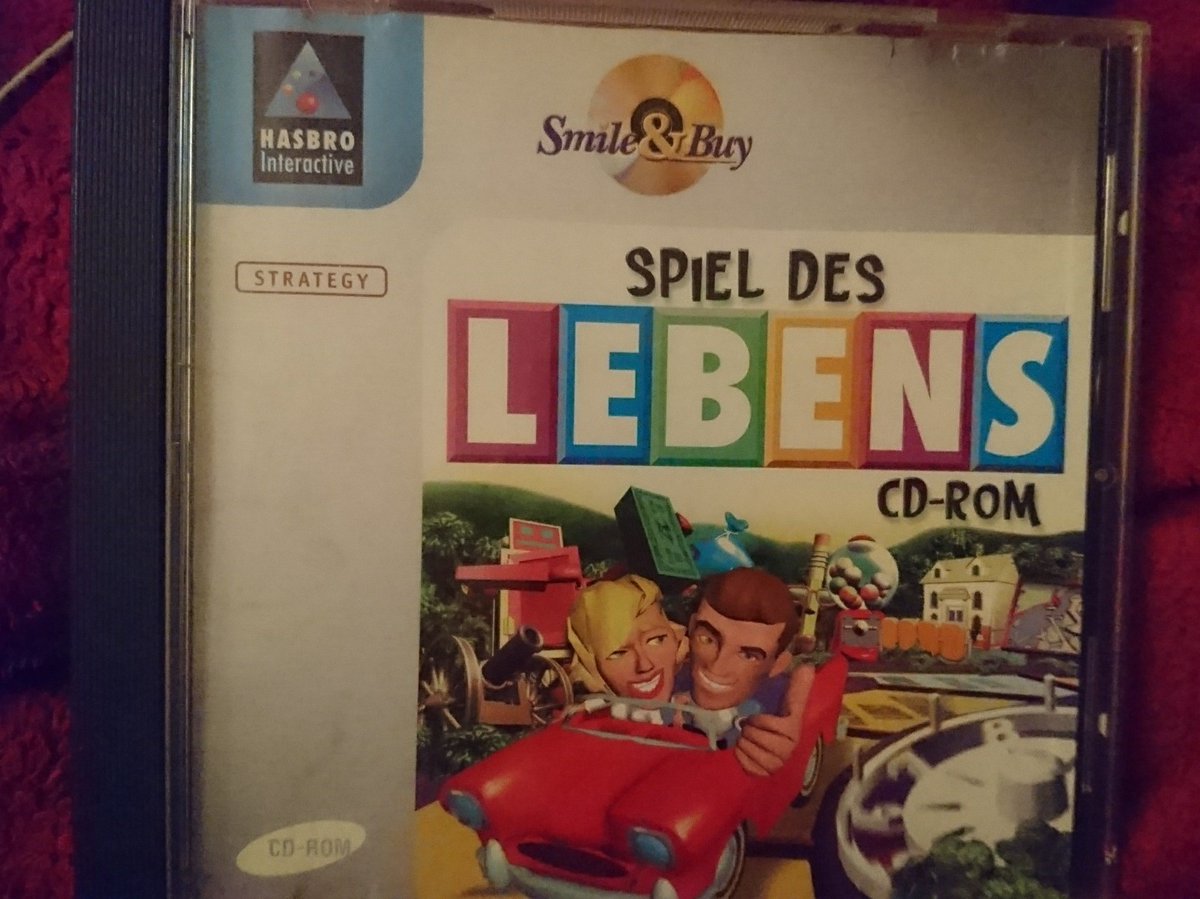 HASBRO
Interactive
Smile & Buy
STRATEGY
SPIEL DES
LEBENS
CD-ROM
CD-ROM